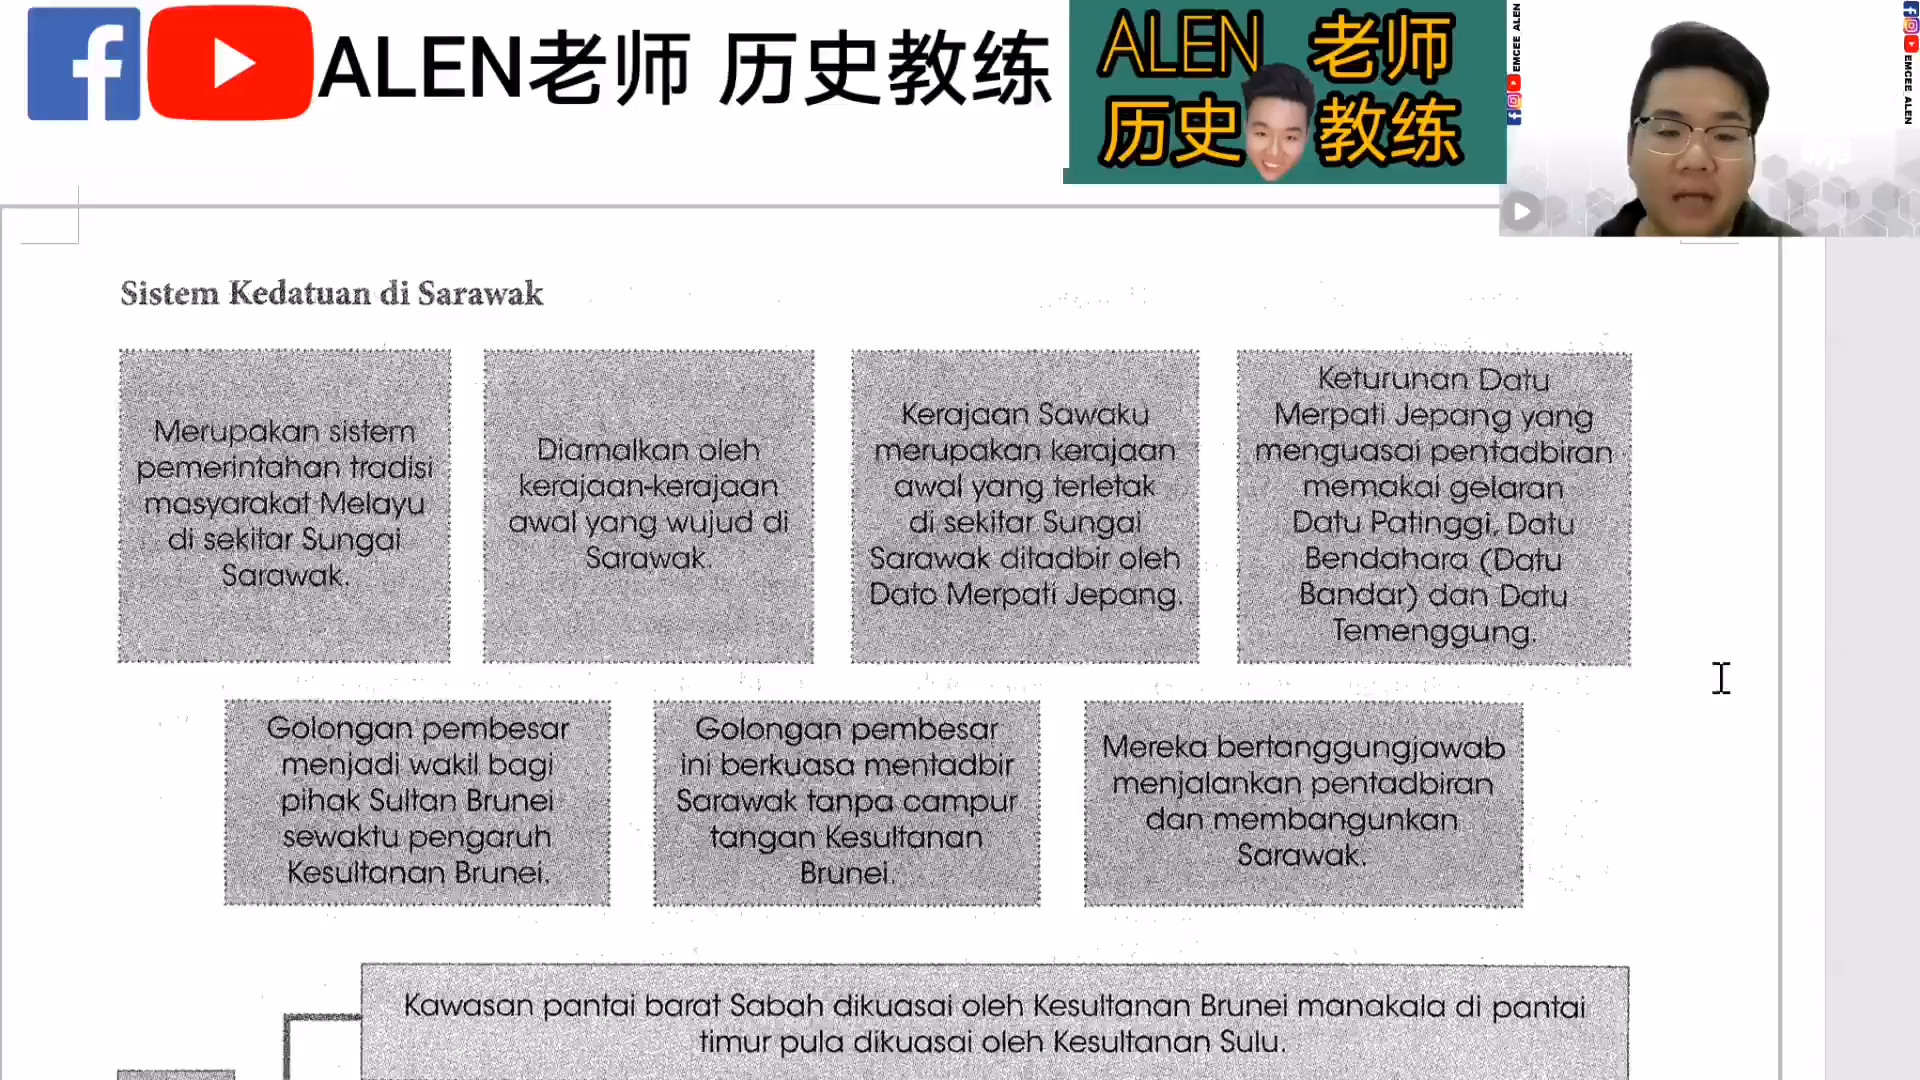 ALEN老师 历史教练
ALEN 老师
历史 教练
EMCEE_ALEN
EMCEE_ALEN
Sistem Kedatuan di Sarawak
Merupakan sistem
pemerintahan tradisi
masyarakat Melayu
di sekitar Sungai
Sarawak.
Diamalkan oleh
kerajaan-kerajaan
awal yang wujud di
Sarawak.
Kerajaan Sawaku
merupakan kerajaan
awal yang terletak
di sekitar Sungai
Sarawak ditadbir oleh
Dato Merpati Jepang.
Keturunan Datu
Merpati Jepang yang
menguasai pentadbiran
memakai gelaran
Datu Patinggi, Datu
Bendahara (Datu
Bandar) dan Datu
Temenggung.
Golongan pembesar
menjadi wakil bagi
pihak Sultan Brunei
sewaktu pengaruh
Kesultanan Brunei.
Golongan pembesar
ini berkuasa mentadbir
Sarawak tanpa campur
tangan Kesultanan
Brunei.
Mereka bertanggungjawab
menjalankan pentadbiran
dan membangunkan
Sarawak.
Kawasan pantai barat Sabah dikuasai oleh Kesultanan Brunei manakala di pantai
timur pula dikuasai oleh Kesultanan Sulu.